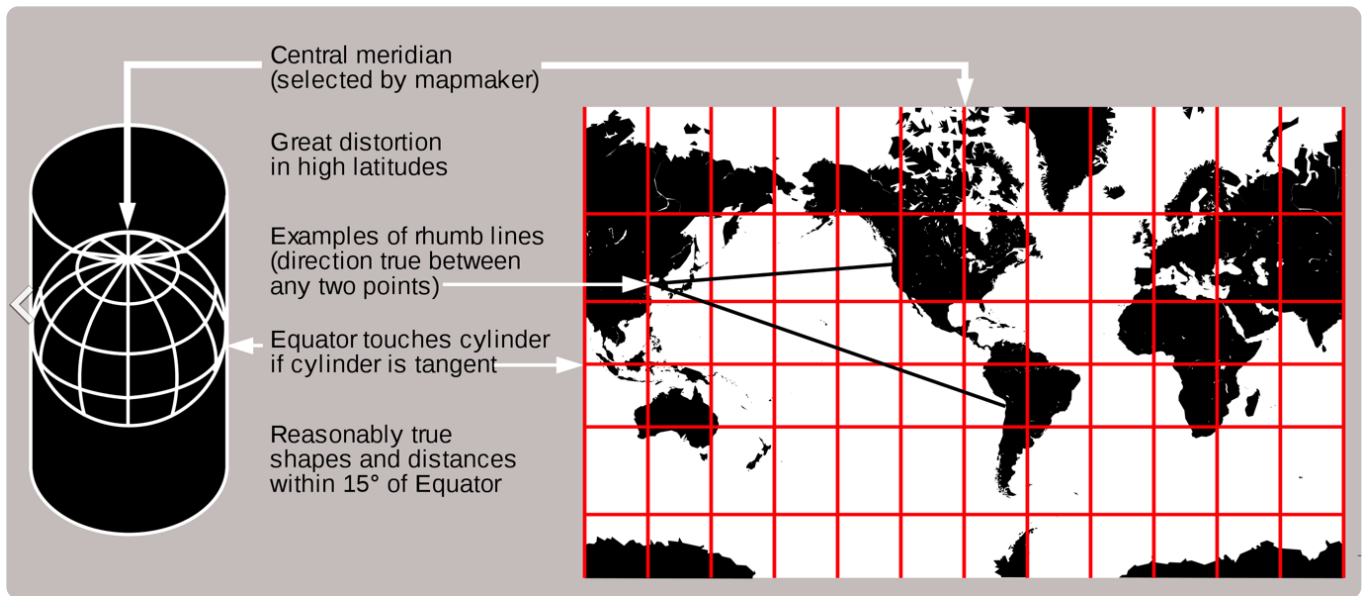 Central meridian
(selected by mapmaker)
Great distortion
in high latitudes
Examples of rhumb lines
(direction true between
any two points)
Equator touches cylinder
if cylinder is tangent
Reasonably true
shapes and distances
within 15° of Equator